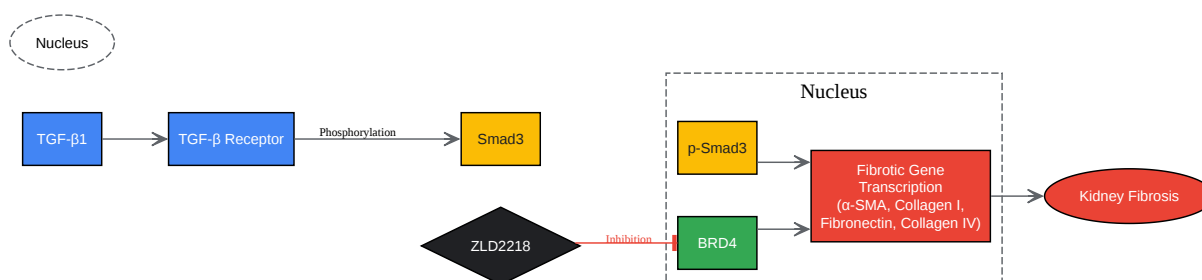 Nucleus
Nucleus
TGF-β1
TGF-β Receptor
Phosphorylation
Smad3
p-Smad3
Fibrotic Gene
Transcription
(α-SMA, Collagen I,
Fibronectin, Collagen IV)
Kidney Fibrosis
ZLD2218
Inhibition
BRD4